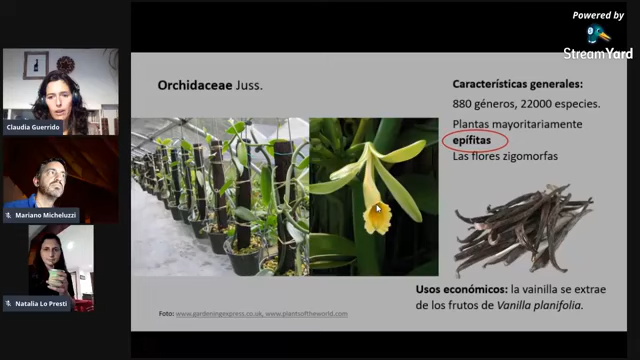 Powered by
StreamYard
Claudia Guerrido
Mariano Micheluzzi
Natalia Lo Presti
Orchidaceae Juss.
Características generales:
880 géneros, 22000 especies.
Plantas mayoritariamente
epífitas
Las flores zigomorfas
Usos económicos: la vainilla se extrae
de los frutos de Vanilla planifolia.
Foto: www.gardeningexpress.co.uk, www.plantsoftheworld.com